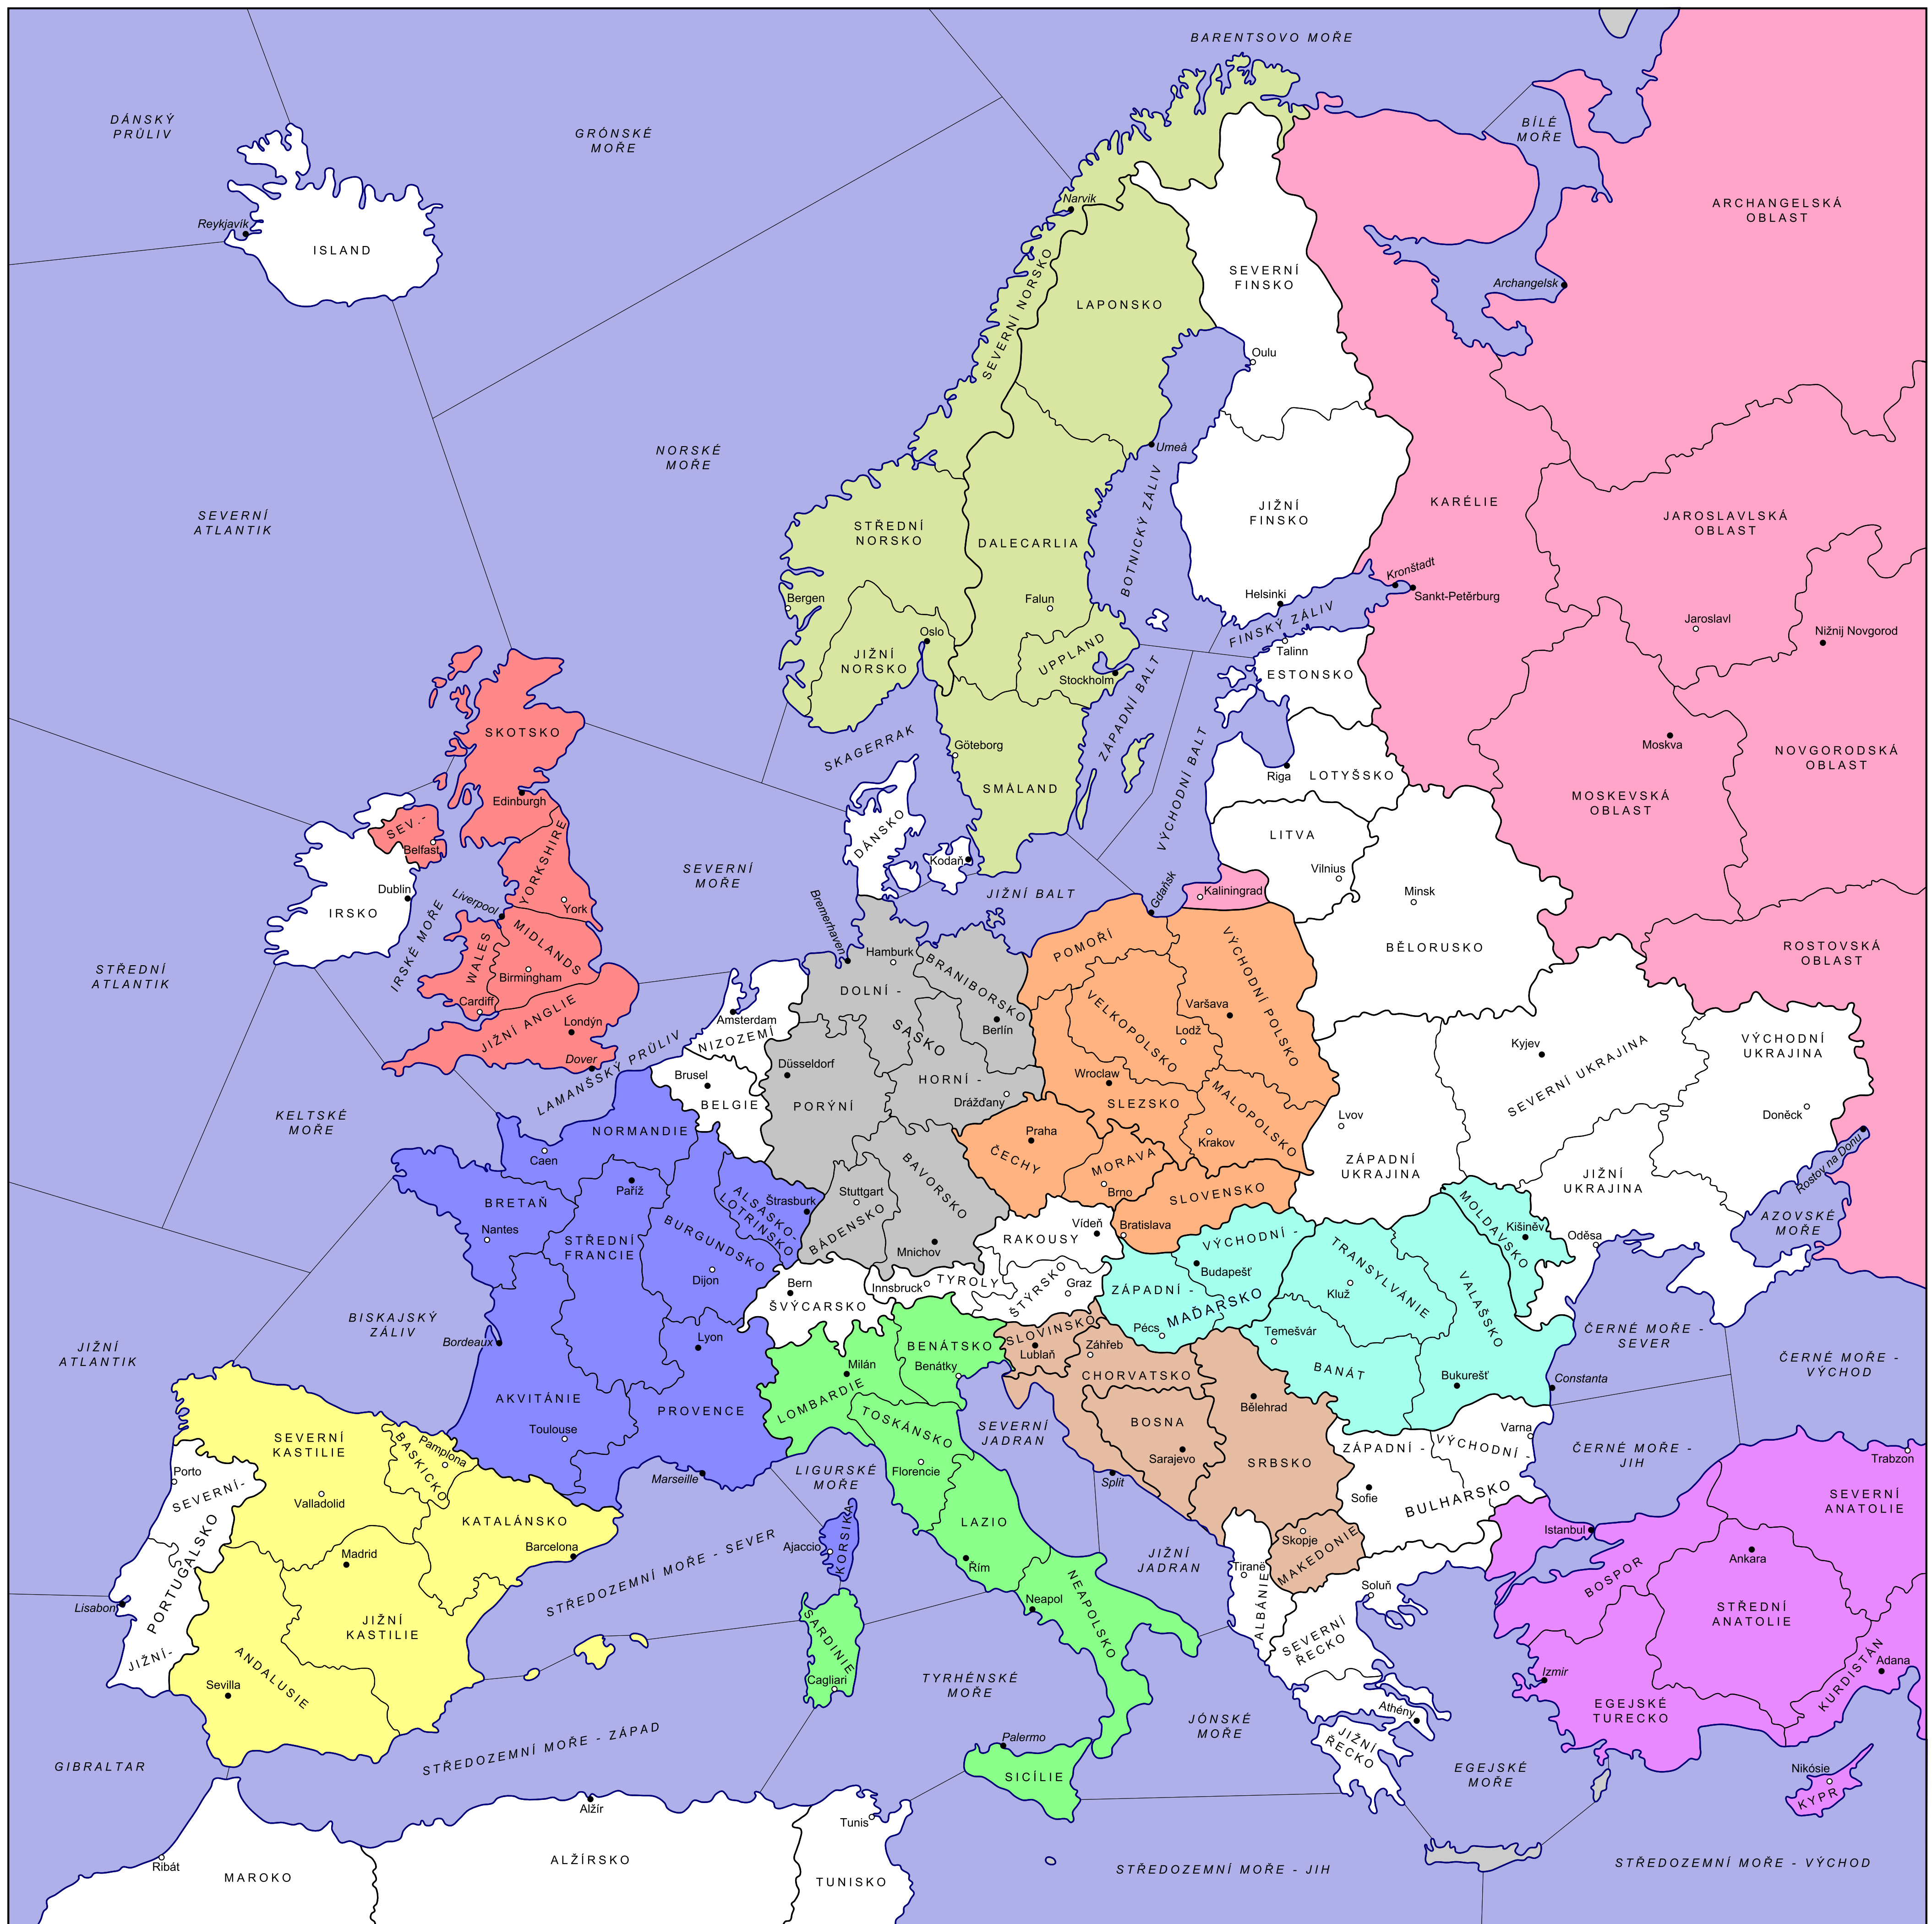 BARENTSOVO MOŘE
DÁNSKÝ
PRŮLIV
GRÓNSKÉ
MOŘE
BÍLÉ
MOŘE
Reykjavík
ISLAND
Narvik
ARCHANGELSKÁ
OBLAST
SEVERNÍ NORSKO
LAPONSKO
SEVERNÍ
FINSKO
Archangelsk
Oulu
NORSKÉ
MOŘE
Umeå
SEVERNÍ
ATLANTIK
STŘEDNÍ
NORSKO
DALECARLIA
BOTNICKÝ ZÁLIV
JIŽNÍ
FINSKO
KARÉLIE
JAROSLAVLSKÁ
OBLAST
Bergen
Falun
Helsinki
Kronštadt
Sankt-Petěrburg
FINSKÝ ZÁLIV
Jaroslavl
Nižnij Novgorod
Oslo
JIŽNÍ
NORSKO
UPPLAND
Stockholm
Talinn
ESTONSKO
SKOTSKO
SKAGERRAK
Göteborg
ZÁPADNÍ BALT
VÝCHODNÍ BALT
Moskva
NOVGORODSKÁ
OBLAST
Edinburgh
SMÅLAND
Riga
LOTYŠSKO
MOSKEVSKÁ
OBLAST
SEV.-
Belfast
YORKSHIRE
DÁNSKO
Kodaň
LITVA
Vilnius
SEVERNÍ
MOŘE
JIŽNÍ BALT
Gdaňsk
Kaliningrad
Minsk
Dublin
IRSKO
Liverpool
York
Bremerhaven
BĚLORUSKO
ROSTOVSKÁ
OBLAST
IRSKÉ MOŘE
WALES
MIDLANDS
Birmingham
Hamburk
BRANIBORSKO
POMOŘÍ
VÝCHODNÍ POLSKO
STŘEDNÍ
ATLANTIK
Cardiff
JIŽNÍ ANGLIE
Londýn
Dover
Amsterdam
NIZOZEMÍ
DOLNÍ -
SASKO
Berlín
VELKOPOLSKO
Varšava
Lodž
LAMANŠSKÝ PRŮLIV
Brusel
BELGIE
Düsseldorf
PORÝNÍ
HORNÍ -
Drážďany
Wroclaw
SLEZSKO
MALOPOLSKO
Kyjev
SEVERNÍ UKRAJINA
VÝCHODNÍ
UKRAJINA
Doněck
KELTSKÉ
MOŘE
NORMANDIE
Caen
Praha
ČECHY
MORAVA
Brno
Krakov
Lvov
ZÁPADNÍ
UKRAJINA
JIŽNÍ
UKRAJINA
Rostov na Donu
AZOVSKÉ
MOŘE
BRETAŇ
Nantes
Paříž
STŘEDNÍ
FRANCIE
BURGUNDSKO
Dijon
ALSASKO-
LOTRINSKO
Štrasburk
Stuttgart
BÁDENSKO
BAVORSKO
Mnichov
SLOVENSKO
Bratislava
Vídeň
RAKOUSY
MOLDAVSKO
Kišiněv
Oděsa
BISKAJSKÝ
ZÁLIV
Bordeaux
Bern
ŠVÝCARSKO
Innsbruck
TYROLY
ŠTÝRSKO
Graz
VÝCHODNÍ -
Budapešť
ZÁPADNÍ -
MAĎARSKO
Pécs
TRANSYLVÁNIE
Kluž
VALAŠSKO
Temešvár
BANÁT
Bukurešť
Constanta
ČERNÉ MOŘE -
SEVER
ČERNÉ MOŘE -
VÝCHOD
JIŽNÍ
ATLANTIK
Lyon
AKVITÁNIE
Toulouse
PROVENCE
Marseille
Milán
LOMBARDIE
BENÁTSKO
Benátky
SLOVINSKO
Lublaň
Záhřeb
CHORVATSKO
BOSNA
Sarajevo
Bělehrad
SRBSKO
TOSKÁNSKO
Florencie
SEVERNÍ
JADRAN
Split
LIGURSKÉ
MOŘE
ZÁPADNÍ -
VÝCHODNÍ -
BULHARSKO
Sofie
Varna
ČERNÉ MOŘE -
JIH
Trabzon
SEVERNÍ
KASTILIE
Valladolid
BASKICKO
Pamplona
KATALÁNSKO
Barcelona
Porto
SEVERNÍ-
PORTUGALSKO
JIŽNÍ-
Lisabon
Madrid
JIŽNÍ
KASTILIE
ANDALUSIE
Sevilla
STŘEDOZEMNÍ MOŘE - SEVER
KORSIKA
Ajaccio
LAZIO
Řím
Neapol
NEAPOLSKO
JIŽNÍ
JADRAN
Skopje
MAKEDONIE
Tiranë
ALBÁNIE
Soluň
SEVERNÍ
ŘECKO
Istanbul
BOSPOR
SEVERNÍ
ANATOLIE
Ankara
STŘEDNÍ
ANATOLIE
KURDISTÁN
Adana
Izmir
EGEJSKÉ
TURECKO
SARDINIE
Cagliari
TYRHÉNSKÉ
MOŘE
JÓNSKÉ
MOŘE
Athény
JIŽNÍ
ŘECKO
EGEJSKÉ
MOŘE
Nikósie
KYPR
GIBRALTAR
STŘEDOZEMNÍ MOŘE - ZÁPAD
Palermo
SICÍLIE
Alžír
Tunis
Ribát
MAROKO
ALŽÍRSKO
TUNISKO
STŘEDOZEMNÍ MOŘE - JIH
STŘEDOZEMNÍ MOŘE - VÝCHOD